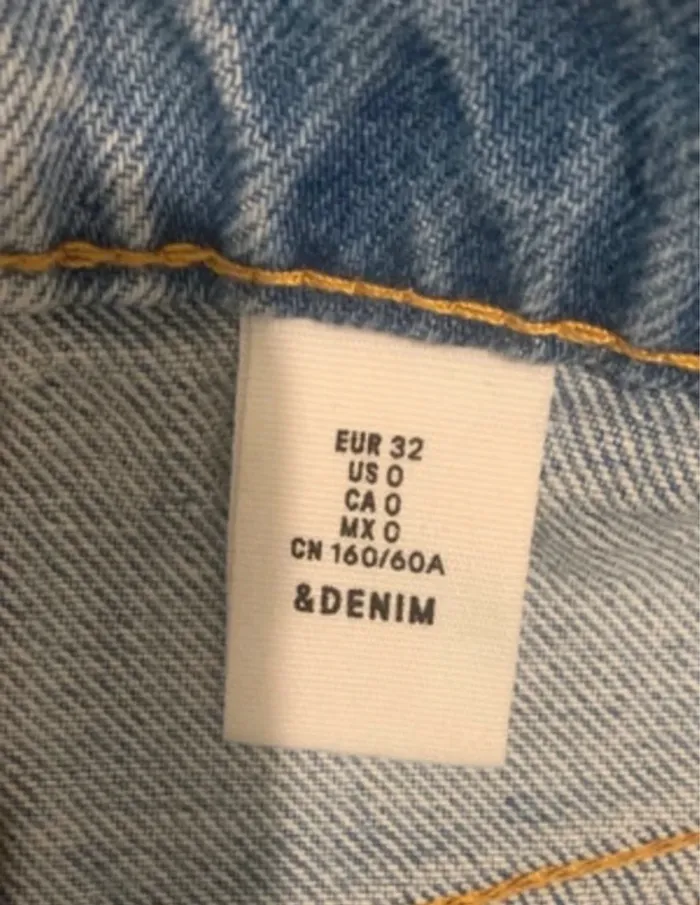 EUR 32
US 0
CA 0
MX 0
CN 160/60A
&DENIM